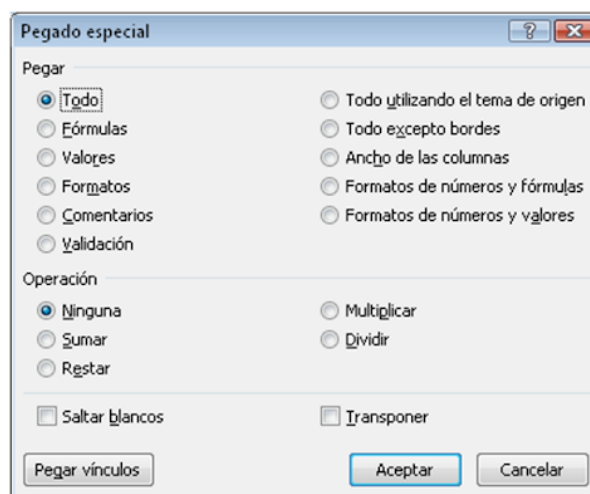 Pegado especial
Pegar
Todo
Todo utilizando el tema de origen
Fórmulas
Todo excepto bordes
Valores
Ancho de las columnas
Formatos
Formatos de números y fórmulas
Comentarios
Formatos de números y valores
Validación
Operación
Ninguna
Multiplicar
Sumar
Dividir
Restar
Saltar blancos
Transponer
Pegar vínculos
Aceptar
Cancelar